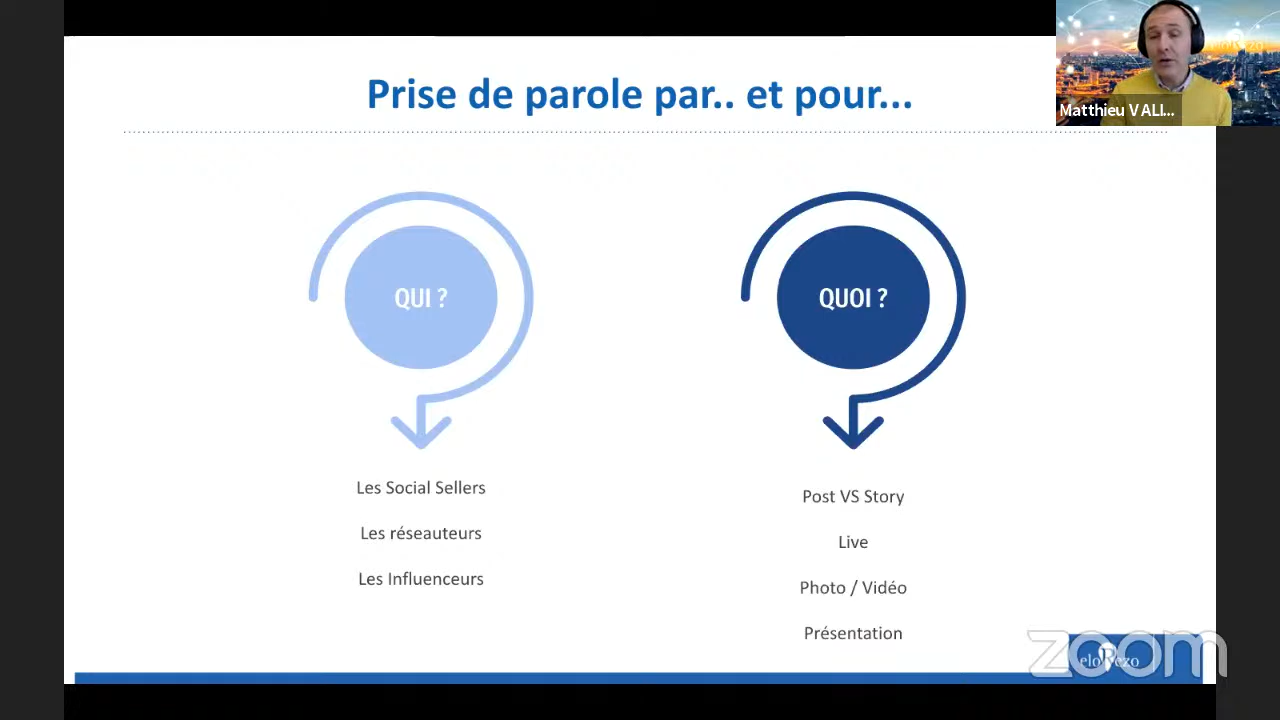 Prise de parole par.. et pour...
Matthieu VALI...
QUI ?
QUOI ?
Les Social Sellers
Les réseauteurs
Les Influenceurs
Post VS Story
Live
Photo / Vidéo
Présentation
zoom